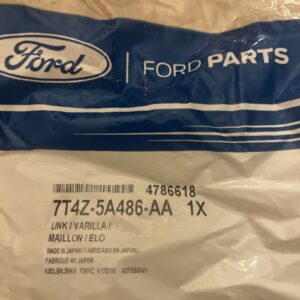 Ford
FORD PARTS
4786618
7T4Z-5A486-AA 1X
LINK / VARILLA /
MAILLON / ELO
MADE IN JAPAN / FABRICADO EN JAPON /
FABRIQUE AU JAPON